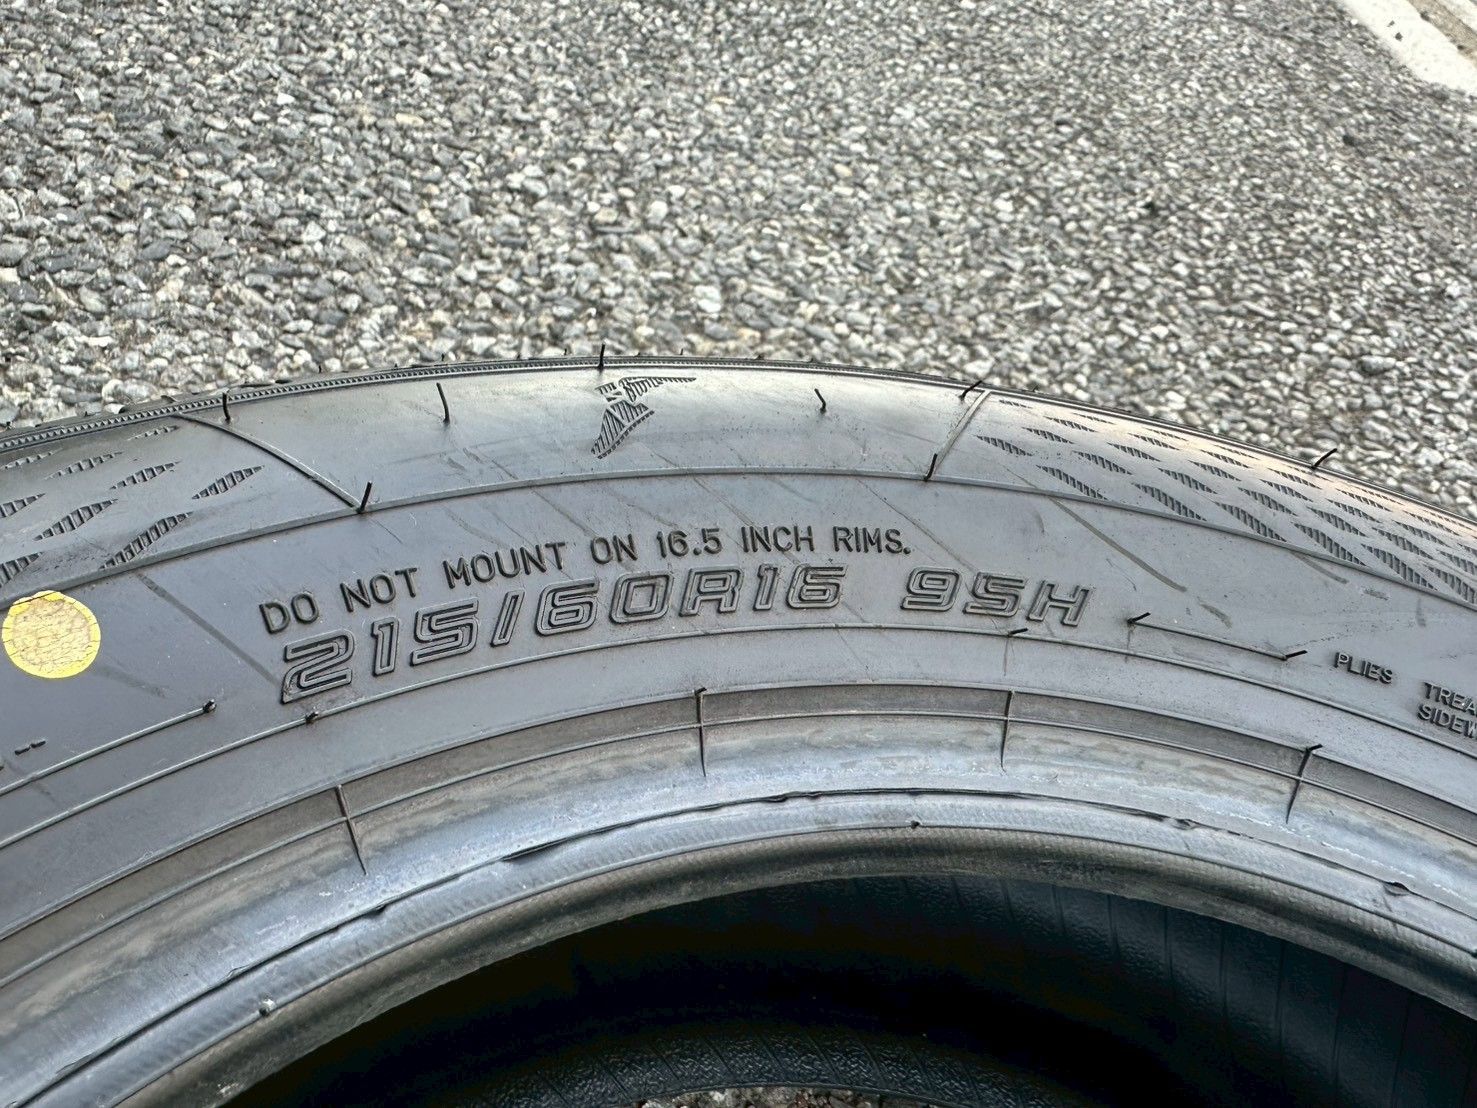 DO NOT MOUNT ON 16.5 INCH RIMS.
215/60R16 95H
PLIES